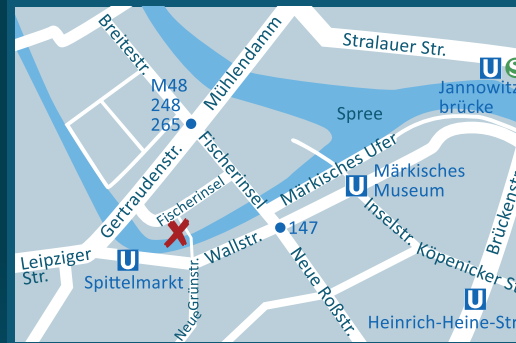 Breitestr.
Mühlendamm
Stralauer Str.
U
S
Jannowitz
brücke
M48
248
265
Spree
Fischerinsel
Gertraudenstr.
Fischerinsel
Märkisches Ufer
U
Märkisches
Museum
Brückenstr
Inselstr.
Köpenicker St
147
Wallstr.
Leipziger
Str.
U
Spittelmarkt
Neue
Grünstr.
Neue Roßstr.
U
Heinrich-Heine-Str